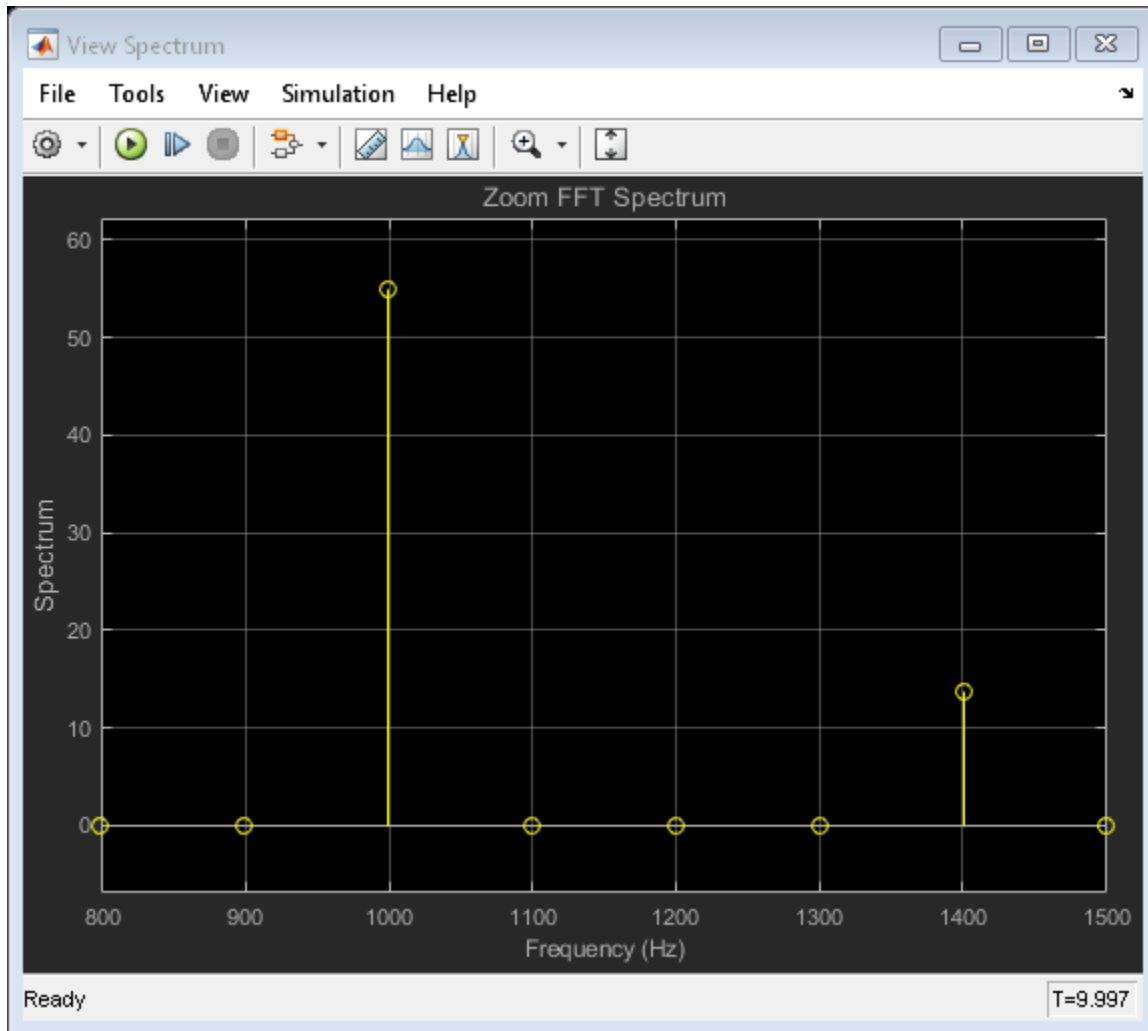 View Spectrum
File Tools View Simulation Help
Zoom FFT Spectrum
60
50
40
30
20
10
0
Spectrum
800 900 1000 1100 1200 1300 1400 1500
Frequency (Hz)
Ready T=9.997